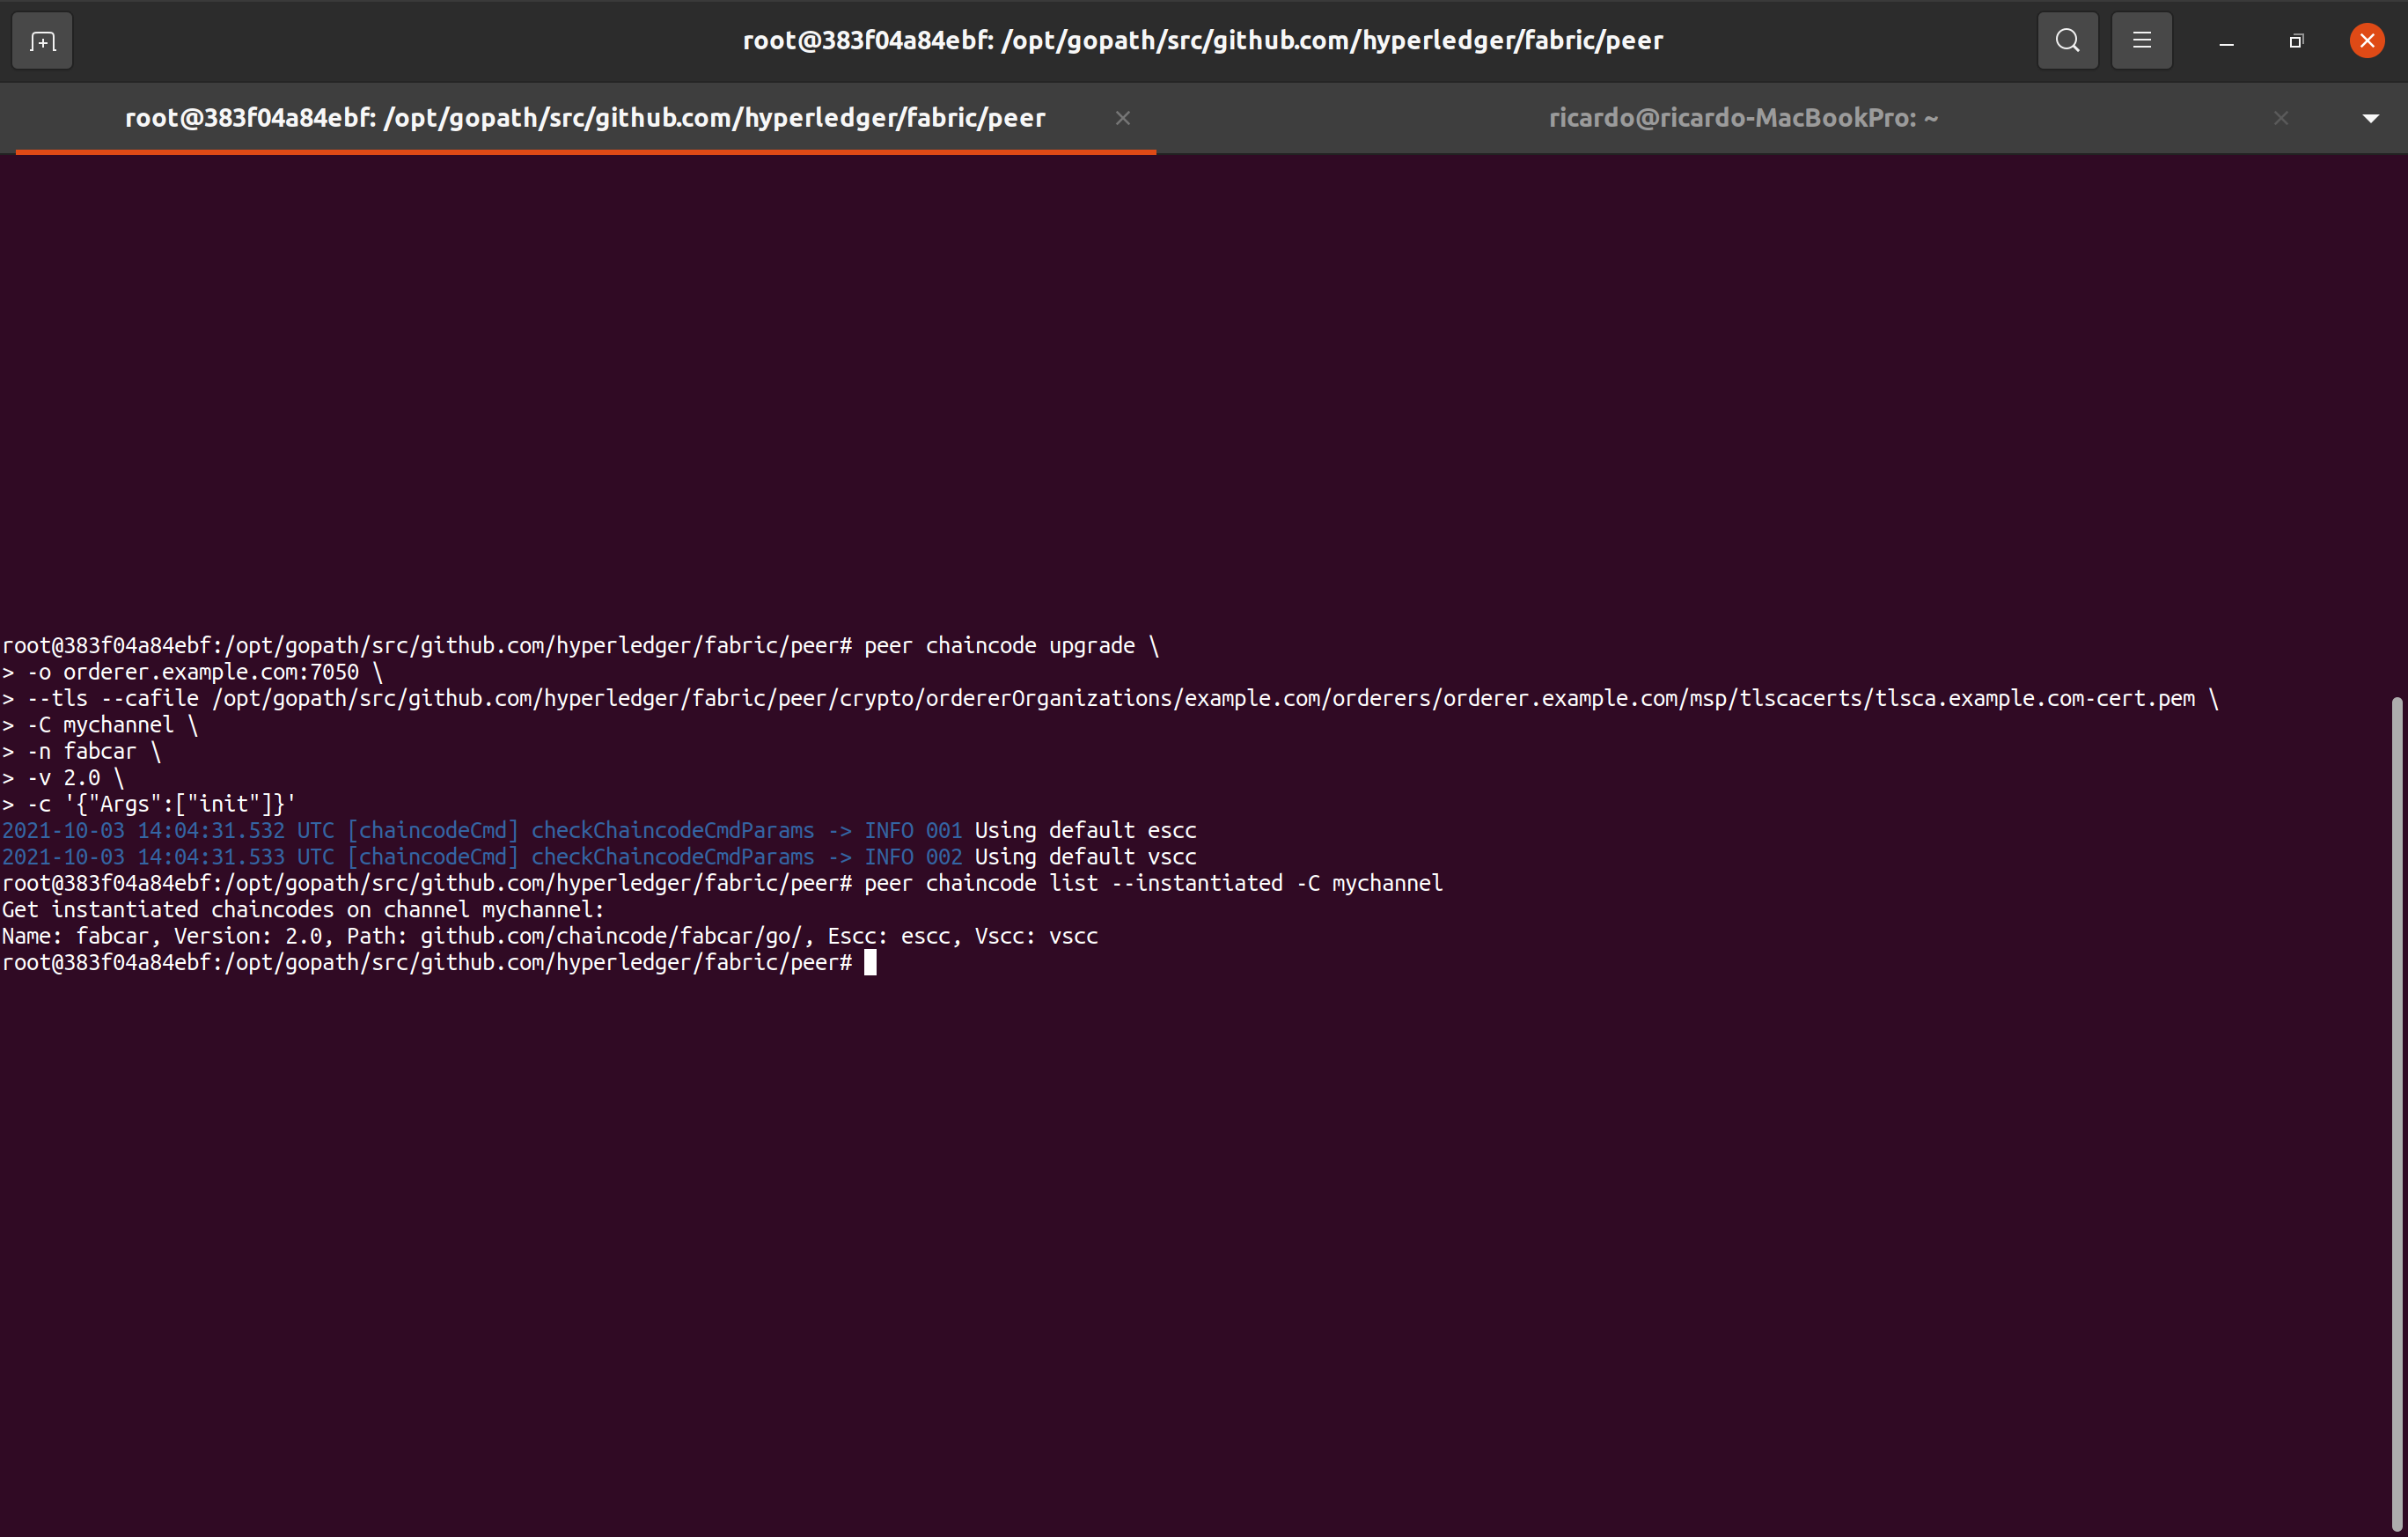 root@383f04a84ebf: /opt/gopath/src/github.com/hyperledger/fabric/peer
root@383f04a84ebf: /opt/gopath/src/github.com/hyperledger/fabric/peer
ricardo@ricardo-MacBookPro: ~
root@383f04a84ebf:/opt/gopath/src/github.com/hyperledger/fabric/peer# peer chaincode upgrade \
> -o orderer.example.com:7050 \
> --tls --cafile /opt/gopath/src/github.com/hyperledger/fabric/peer/crypto/ordererOrganizations/example.com/orderers/orderer.example.com/msp/tlscacerts/tlsca.example.com-cert.pem \
> -C mychannel \
> -n fabcar \
> -v 2.0 \
> -c '{"Args":["init"]}'
2021-10-03 14:04:31.532 UTC [chaincodeCmd] checkChaincodeCmdParams -> INFO 001 Using default escc
2021-10-03 14:04:31.533 UTC [chaincodeCmd] checkChaincodeCmdParams -> INFO 002 Using default vscc
root@383f04a84ebf:/opt/gopath/src/github.com/hyperledger/fabric/peer# peer chaincode list --instantiated -C mychannel
Get instantiated chaincodes on channel mychannel:
Name: fabcar, Version: 2.0, Path: github.com/chaincode/fabcar/go/, Escc: escc, Vscc: vscc
root@383f04a84ebf:/opt/gopath/src/github.com/hyperledger/fabric/peer#